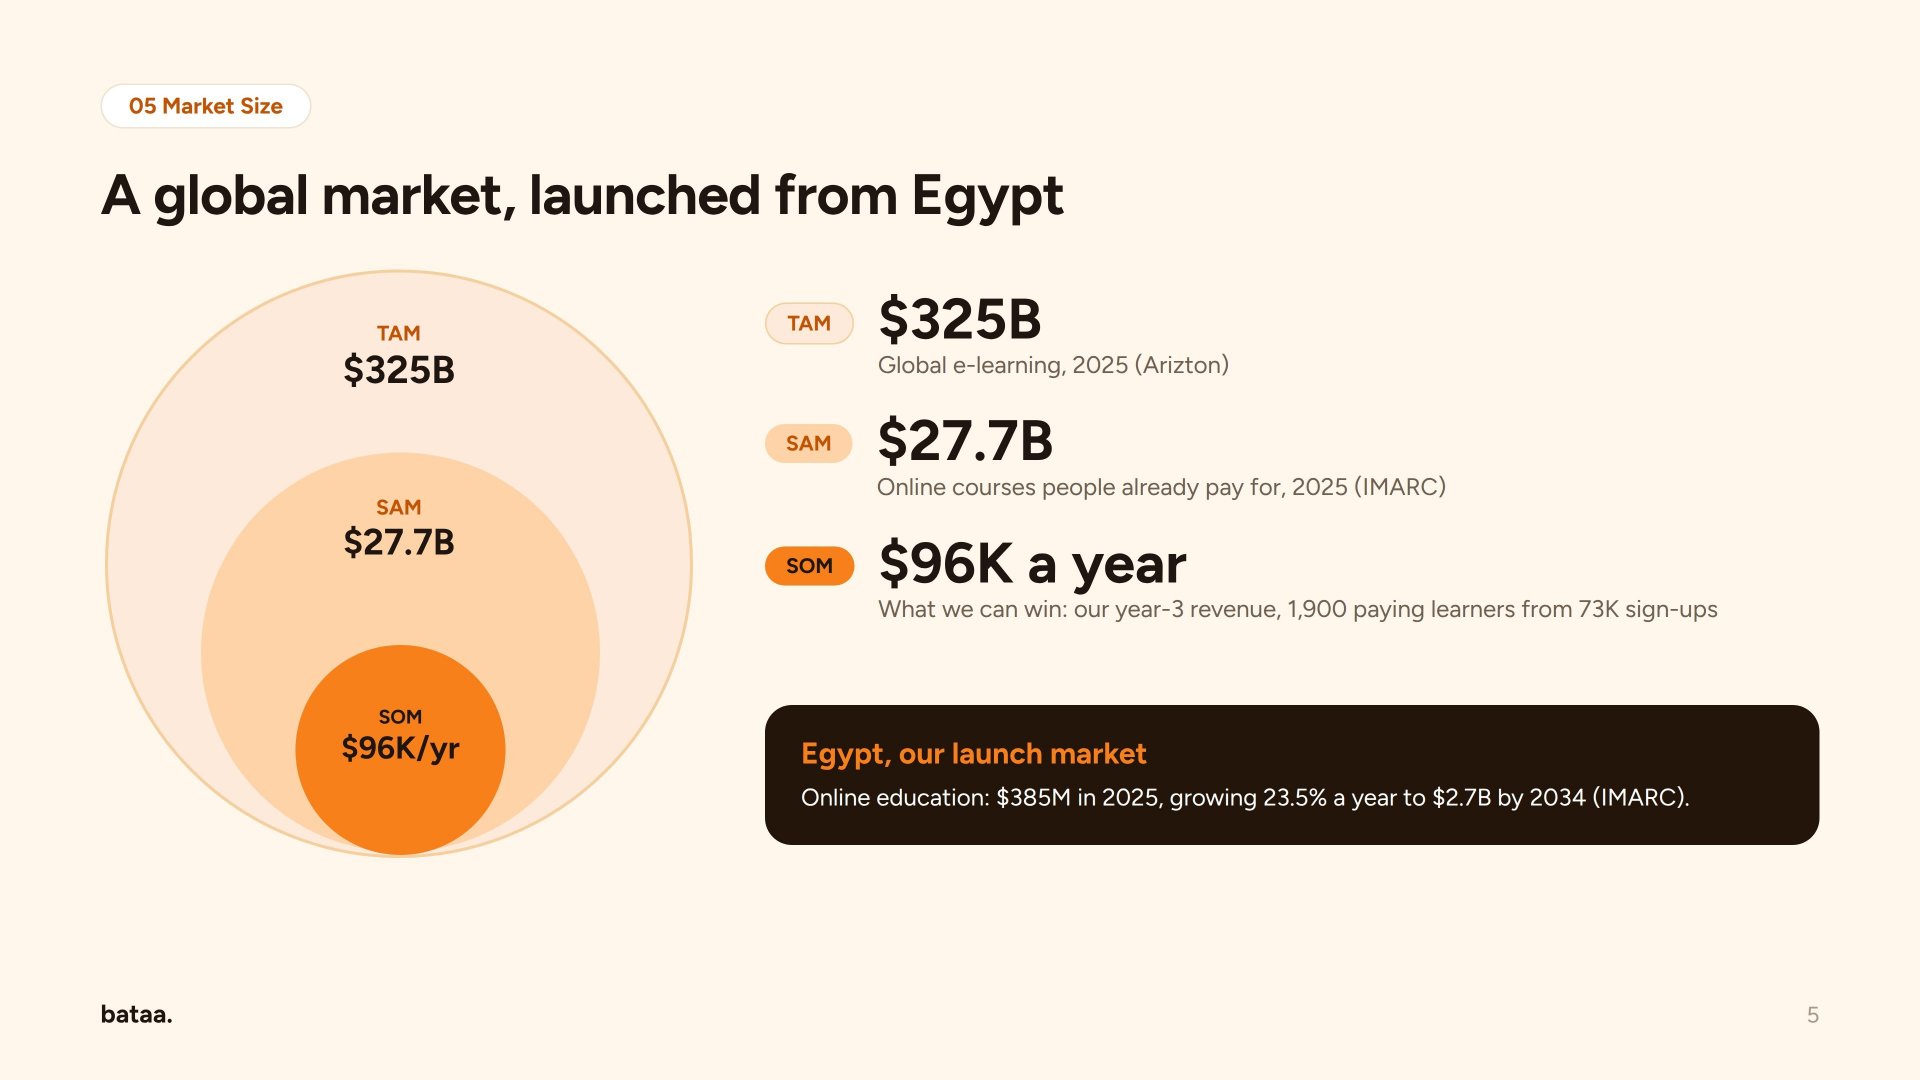 05 Market Size
A global market, launched from Egypt
TAM
$325B
SAM
$27.7B
SOM
$96K/yr
TAM
$325B
Global e-learning, 2025 (Arizton)
SAM
$27.7B
Online courses people already pay for, 2025 (IMARC)
SOM
$96K a year
What we can win: our year-3 revenue, 1,900 paying learners from 73K sign-ups
Egypt, our launch market
Online education: $385M in 2025, growing 23.5% a year to $2.7B by 2034 (IMARC).
bataa.
5